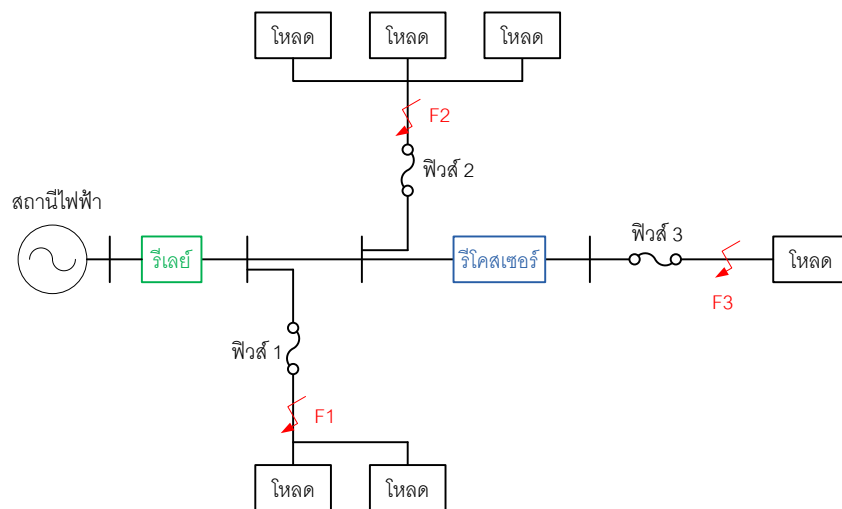 โหลด
โหลด
โหลด
F2
ฟิวส์ 2
สถานีไฟฟ้า
รีเลย์
รีโคสเซอร์
ฟิวส์ 3
โหลด
F3
ฟิวส์ 1
F1
โหลด
โหลด